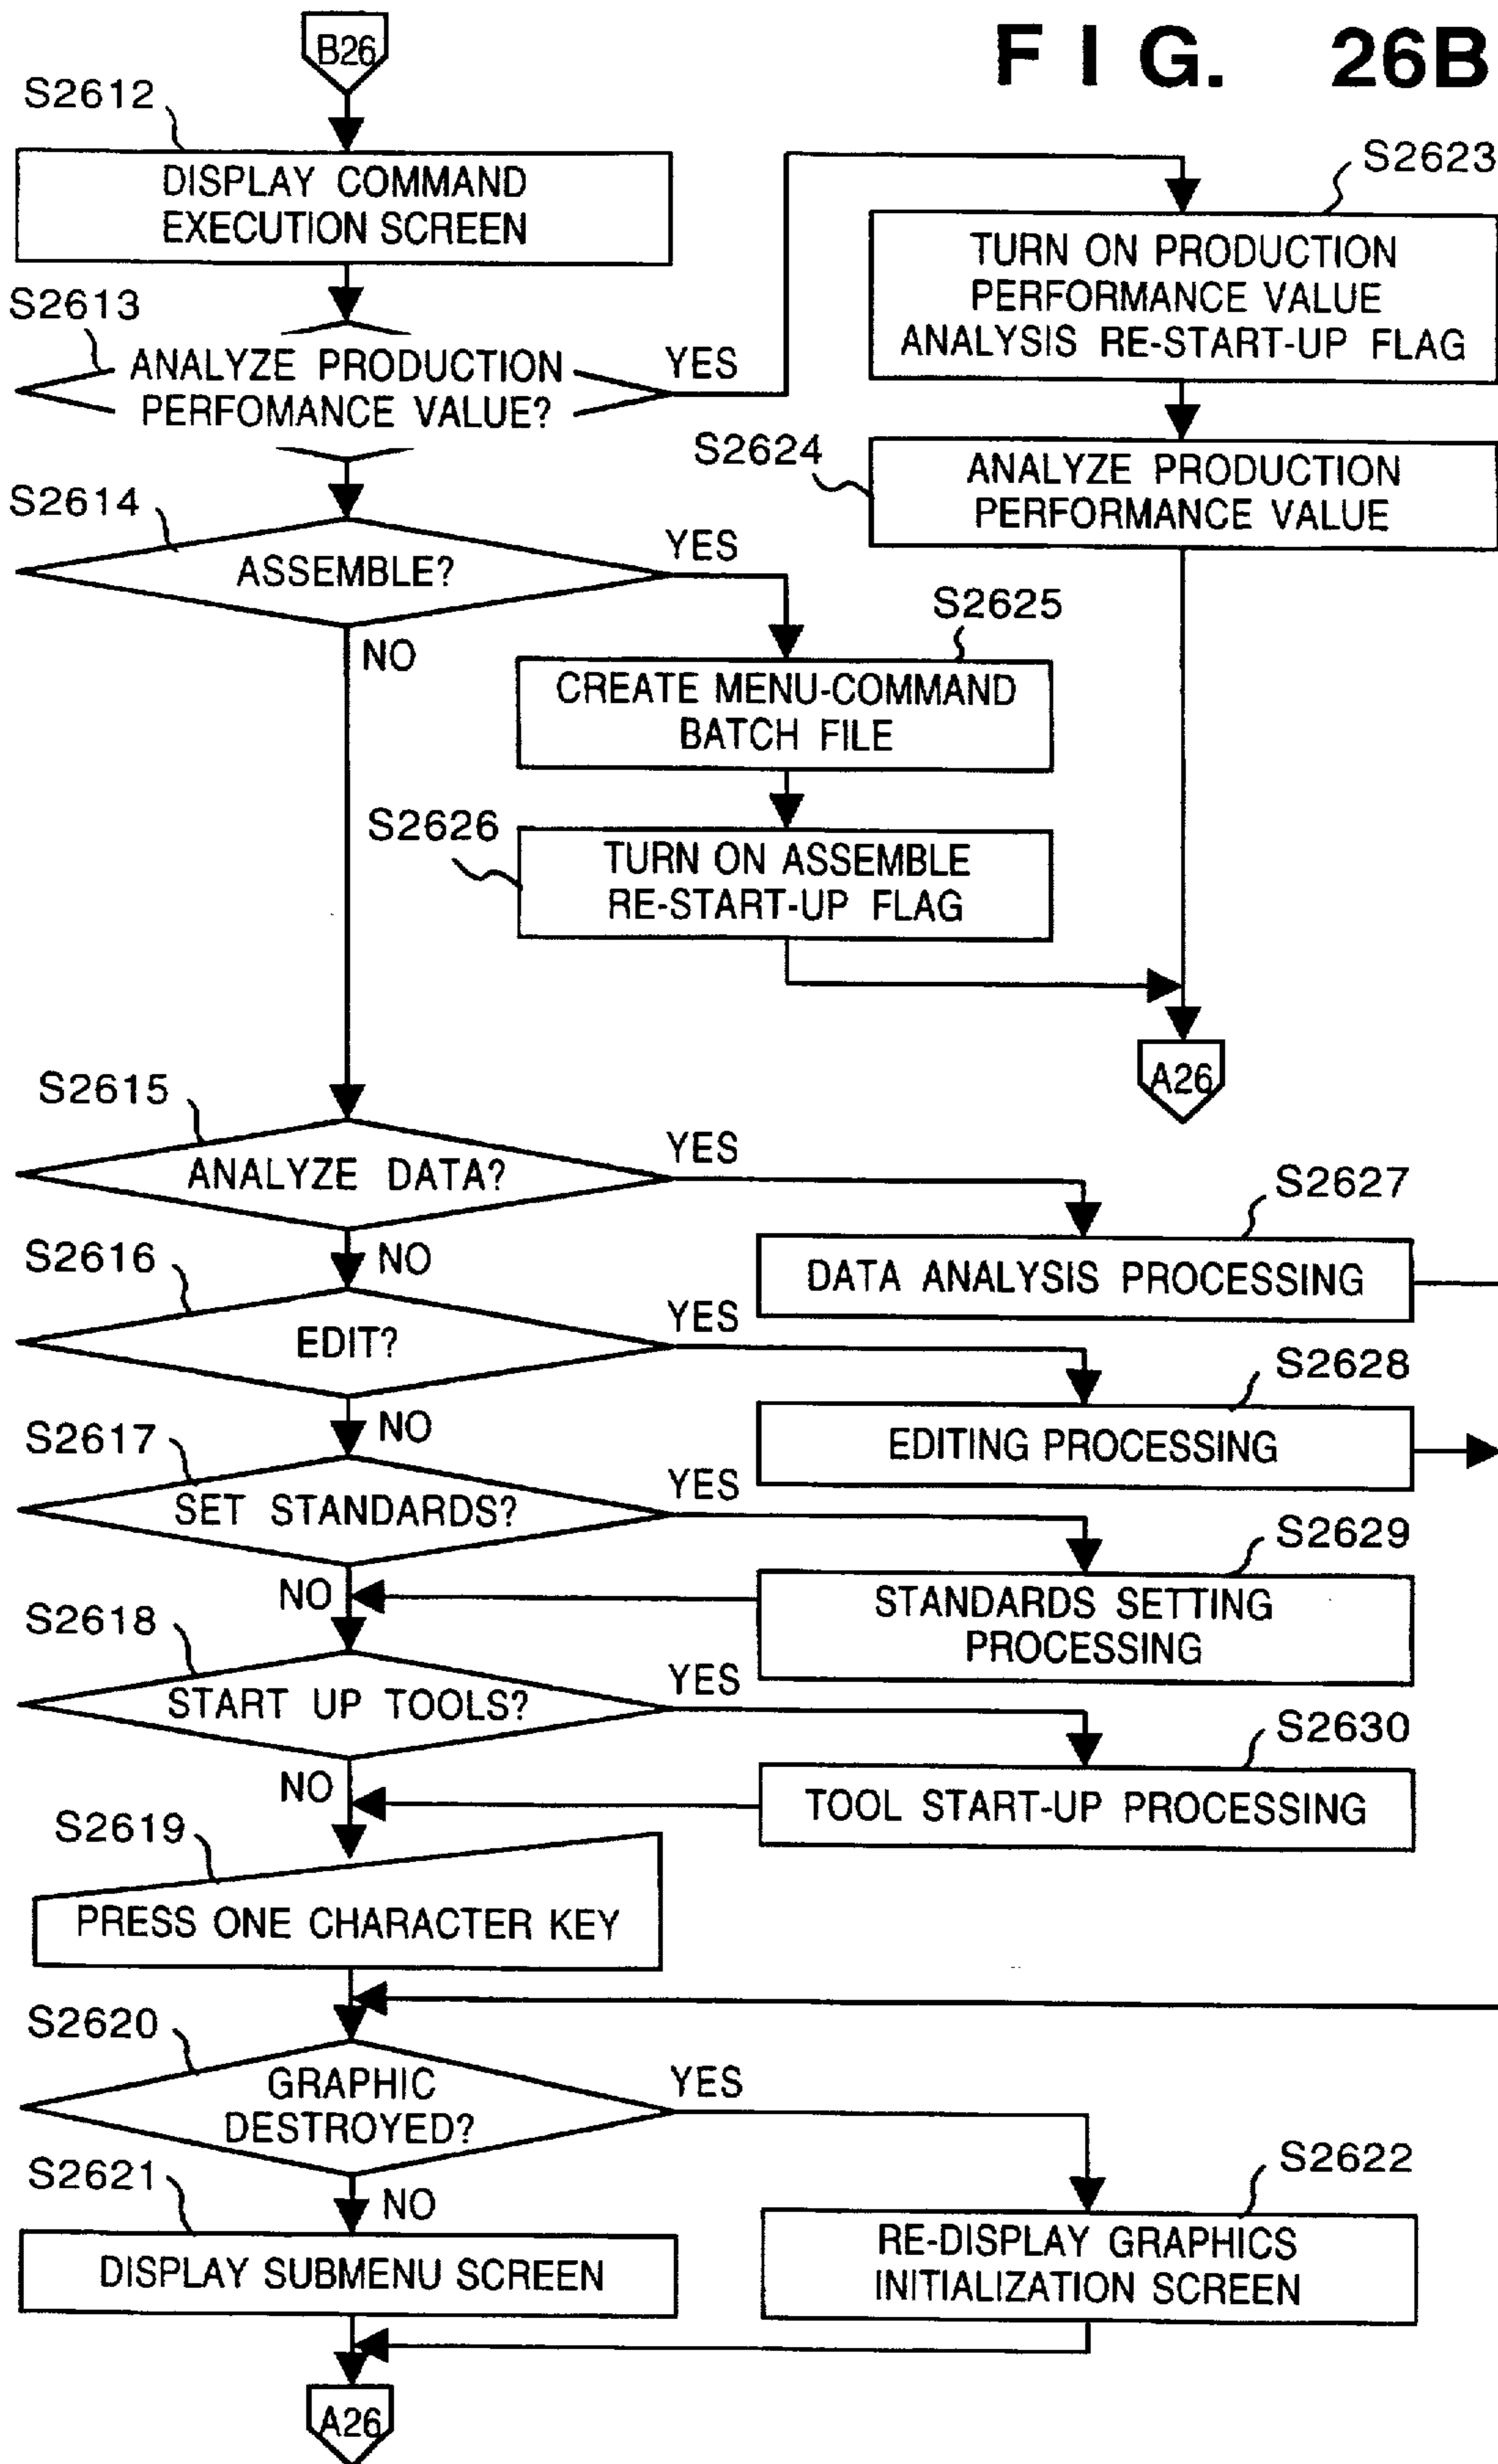 FIG. 26B
B26
S2612
DISPLAY COMMAND
EXECUTION SCREEN
S2623
TURN ON PRODUCTION
PERFORMANCE VALUE
ANALYSIS RE-START-UP FLAG
S2613
ANALYZE PRODUCTION
PERFOMANCE VALUE?
YES
S2624
ANALYZE PRODUCTION
PERFORMANCE VALUE
S2614
ASSEMBLE?
YES
NO
S2625
CREATE MENU-COMMAND
BATCH FILE
S2626
TURN ON ASSEMBLE
RE-START-UP FLAG
A26
S2615
ANALYZE DATA?
YES
NO
S2627
DATA ANALYSIS PROCESSING
S2616
EDIT?
YES
NO
S2628
EDITING PROCESSING
S2617
SET STANDARDS?
YES
NO
S2629
STANDARDS SETTING
PROCESSING
S2618
START UP TOOLS?
YES
NO
S2630
TOOL START-UP PROCESSING
S2619
PRESS ONE CHARACTER KEY
S2620
GRAPHIC
DESTROYED?
YES
NO
S2621
DISPLAY SUBMENU SCREEN
S2622
RE-DISPLAY GRAPHICS
INITIALIZATION SCREEN
A26